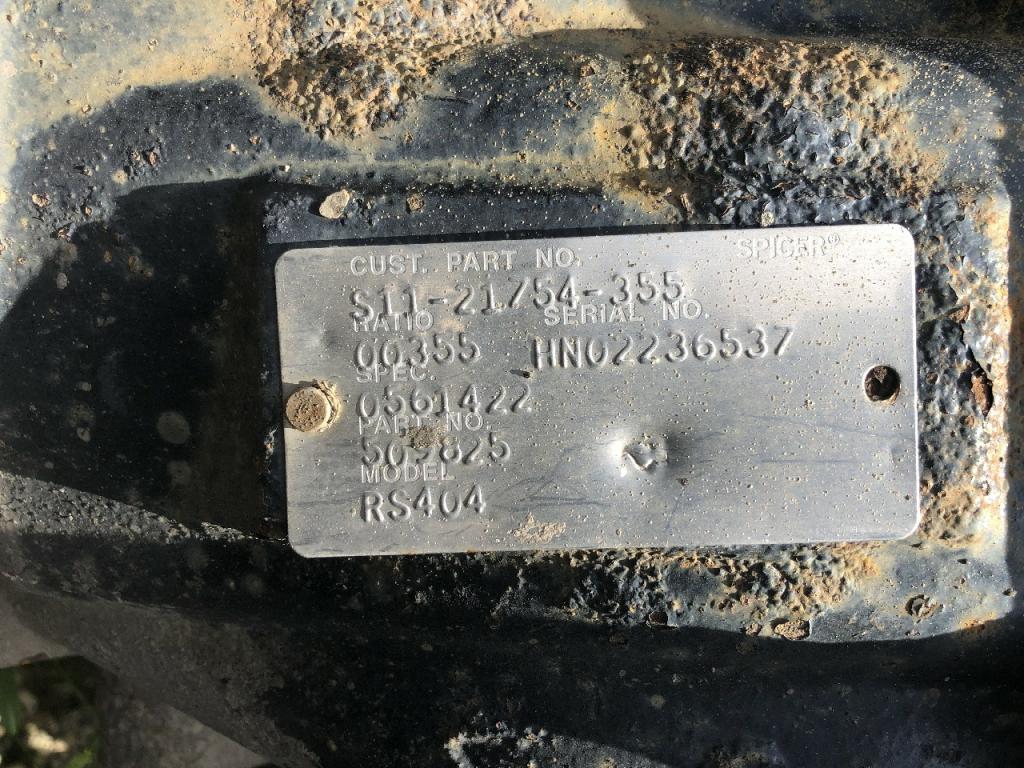 CUST. PART NO. SPICER®
S11-21754-355
RATIO SERIAL NO.
00355 HN02236537
SPEC.
0561422
PART NO.
509825
MODEL
RS404